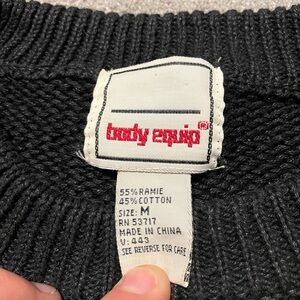 body equip®
55% RAMIE
45% COTTON
SIZE: M
RN 53717
MADE IN CHINA
V: 443
SEE REVERSE FOR CARE